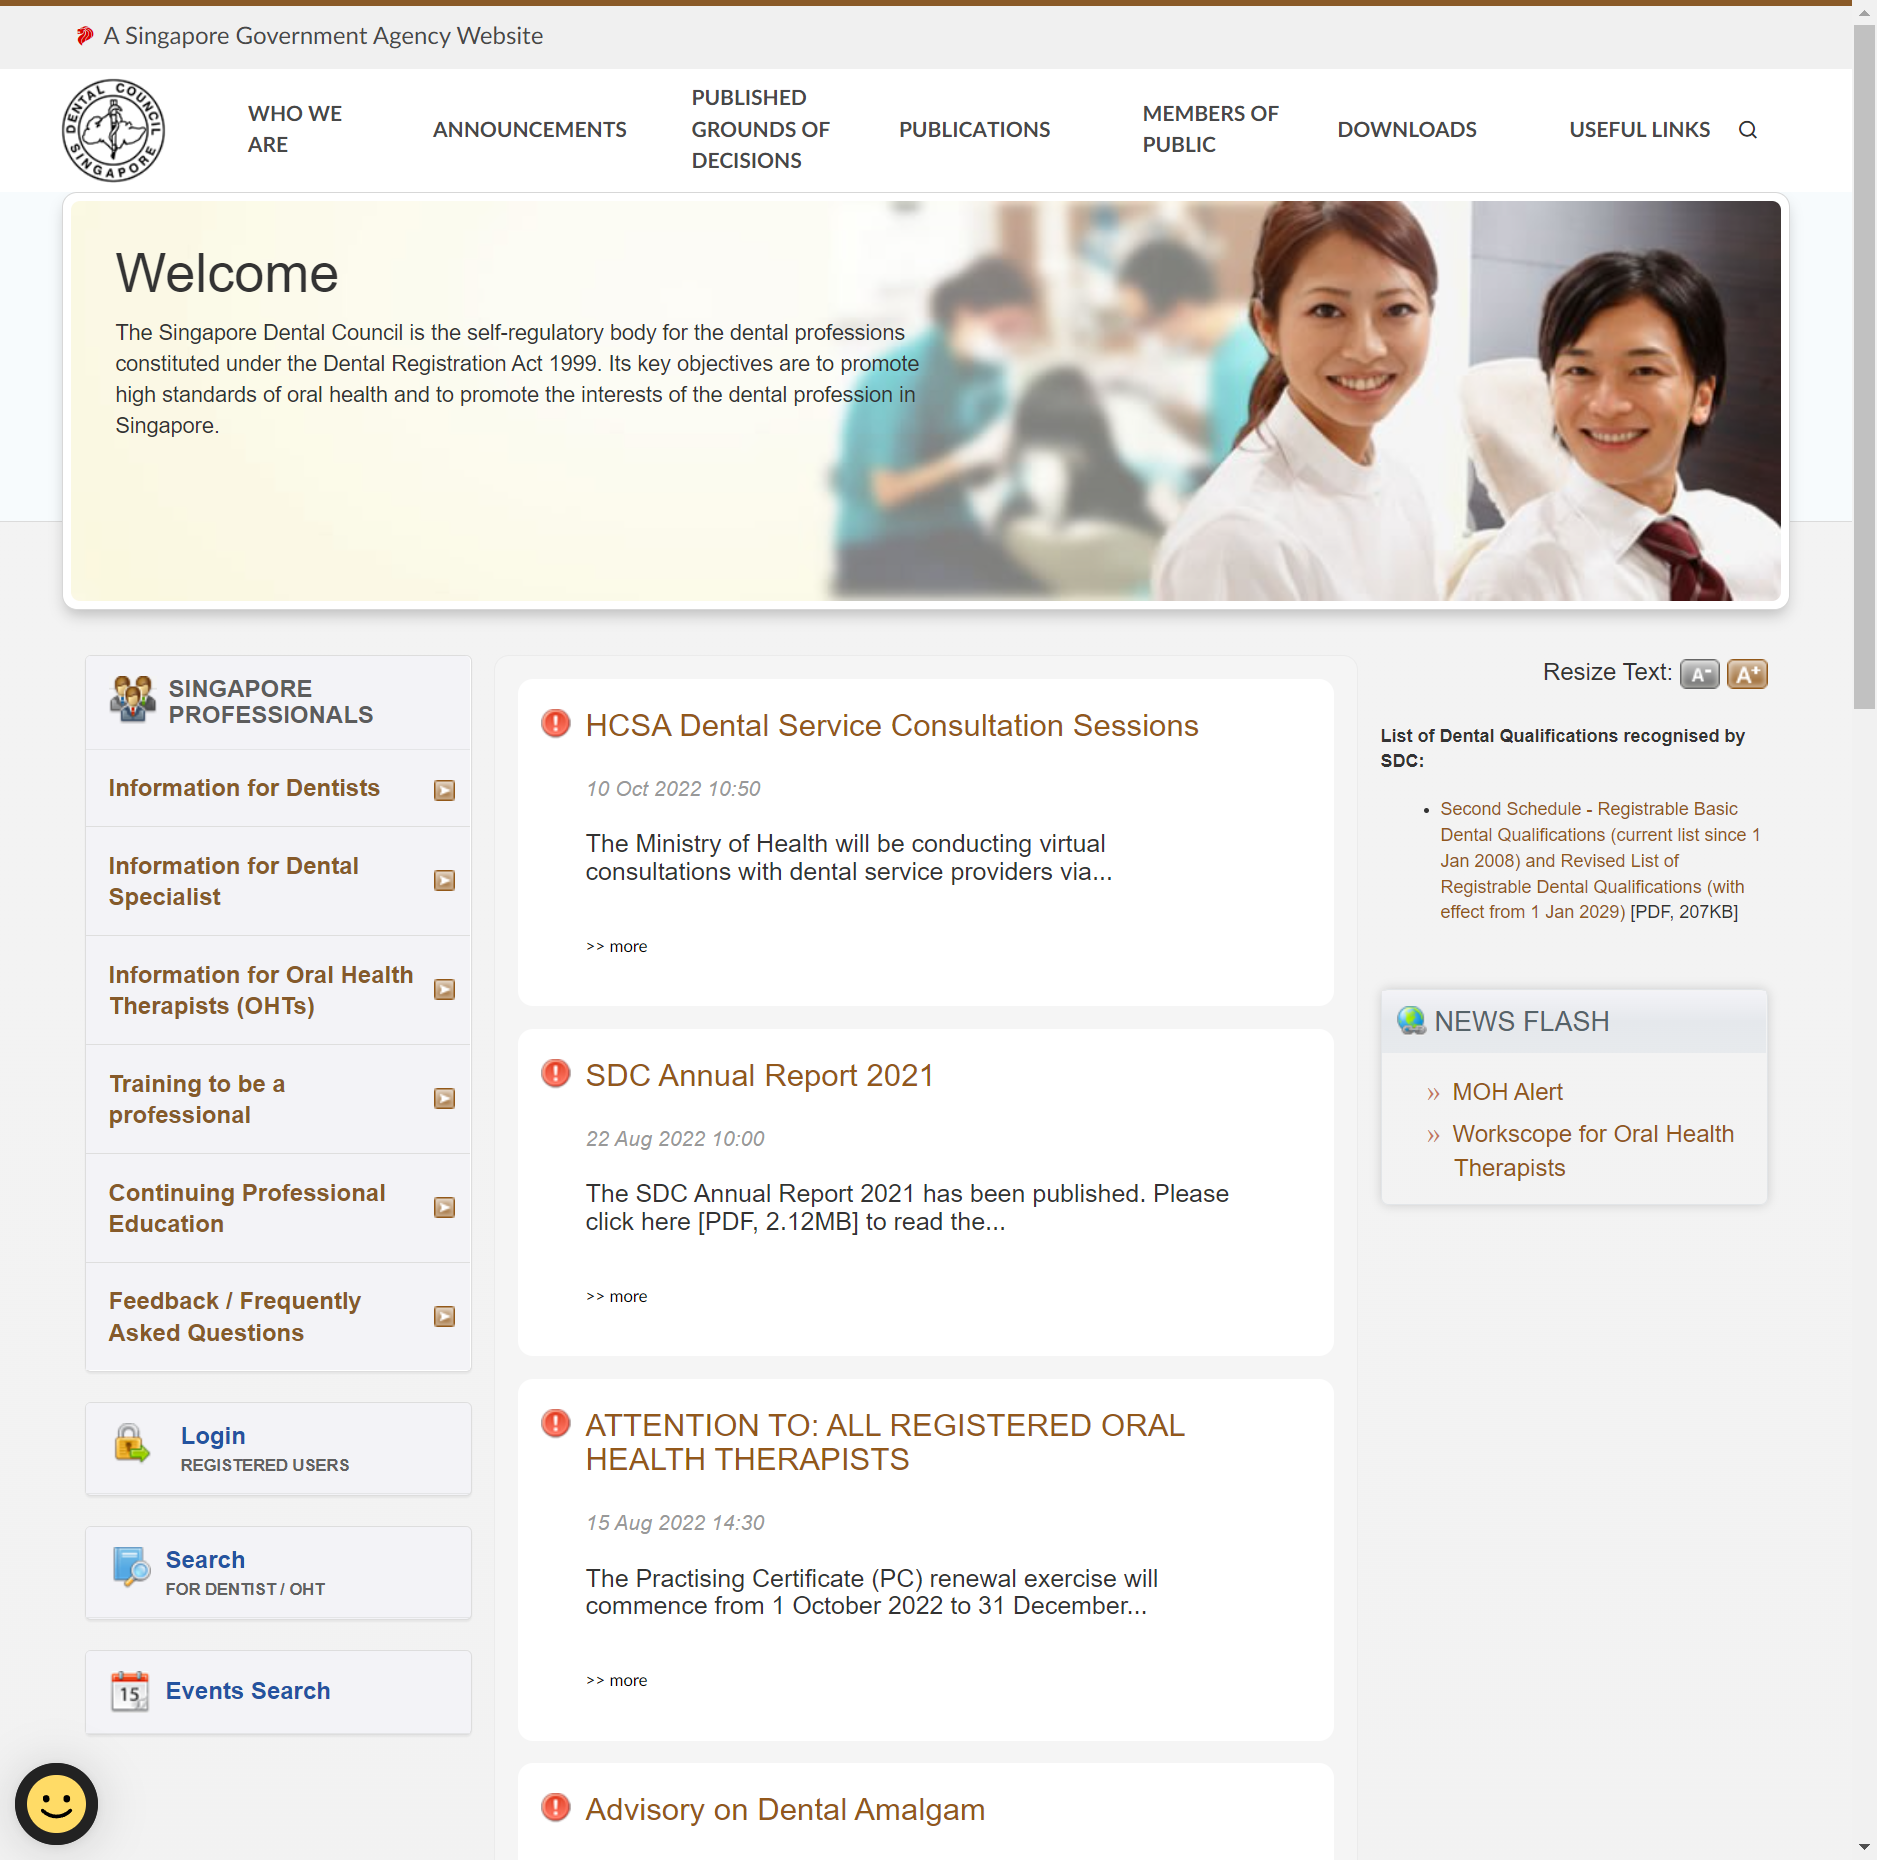 A Singapore Government Agency Website
DENTAL COUNCIL
SINGAPORE
WHO WE
ARE
ANNOUNCEMENTS
PUBLISHED
GROUNDS OF
DECISIONS
PUBLICATIONS
MEMBERS OF
PUBLIC
DOWNLOADS
USEFUL LINKS
Welcome
The Singapore Dental Council is the self-regulatory body for the dental professions
constituted under the Dental Registration Act 1999. Its key objectives are to promote
high standards of oral health and to promote the interests of the dental profession in
Singapore.
SINGAPORE
PROFESSIONALS
Information for Dentists
Information for Dental
Specialist
Information for Oral Health
Therapists (OHTs)
Training to be a
professional
Continuing Professional
Education
Feedback / Frequently
Asked Questions
Login
REGISTERED USERS
Search
FOR DENTIST / OHT
15
Events Search
HCSA Dental Service Consultation Sessions
10 Oct 2022 10:50
The Ministry of Health will be conducting virtual
consultations with dental service providers via...
>> more
SDC Annual Report 2021
22 Aug 2022 10:00
The SDC Annual Report 2021 has been published. Please
click here [PDF, 2.12MB] to read the...
>> more
ATTENTION TO: ALL REGISTERED ORAL
HEALTH THERAPISTS
15 Aug 2022 14:30
The Practising Certificate (PC) renewal exercise will
commence from 1 October 2022 to 31 December...
>> more
Advisory on Dental Amalgam
Resize Text: A- A+
List of Dental Qualifications recognised by
SDC:
• Second Schedule - Registrable Basic
Dental Qualifications (current list since 1
Jan 2008) and Revised List of
Registrable Dental Qualifications (with
effect from 1 Jan 2029) [PDF, 207KB]
NEWS FLASH
» MOH Alert
» Workscope for Oral Health
Therapists